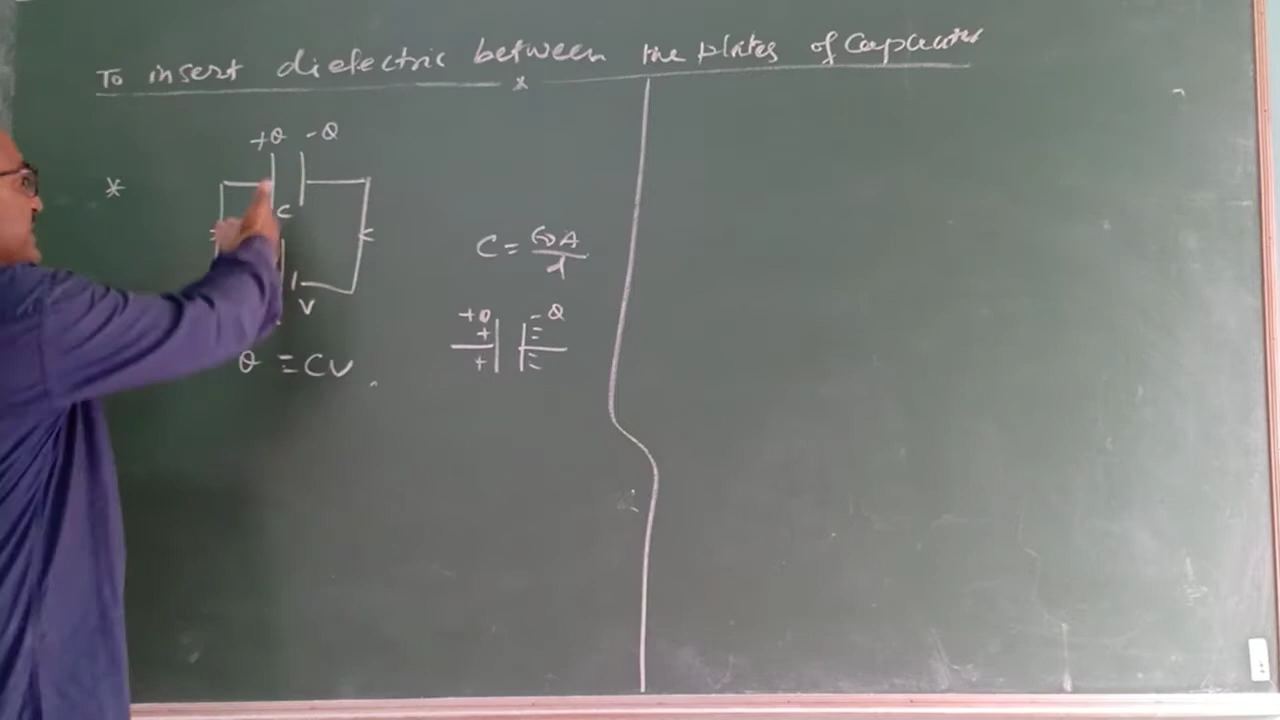 To insert dielectric between the plates of Capacitor
*
+Q -Q
*
C
V
Q = CV
C = ε0A/d
+Q -Q
+ =
+ =